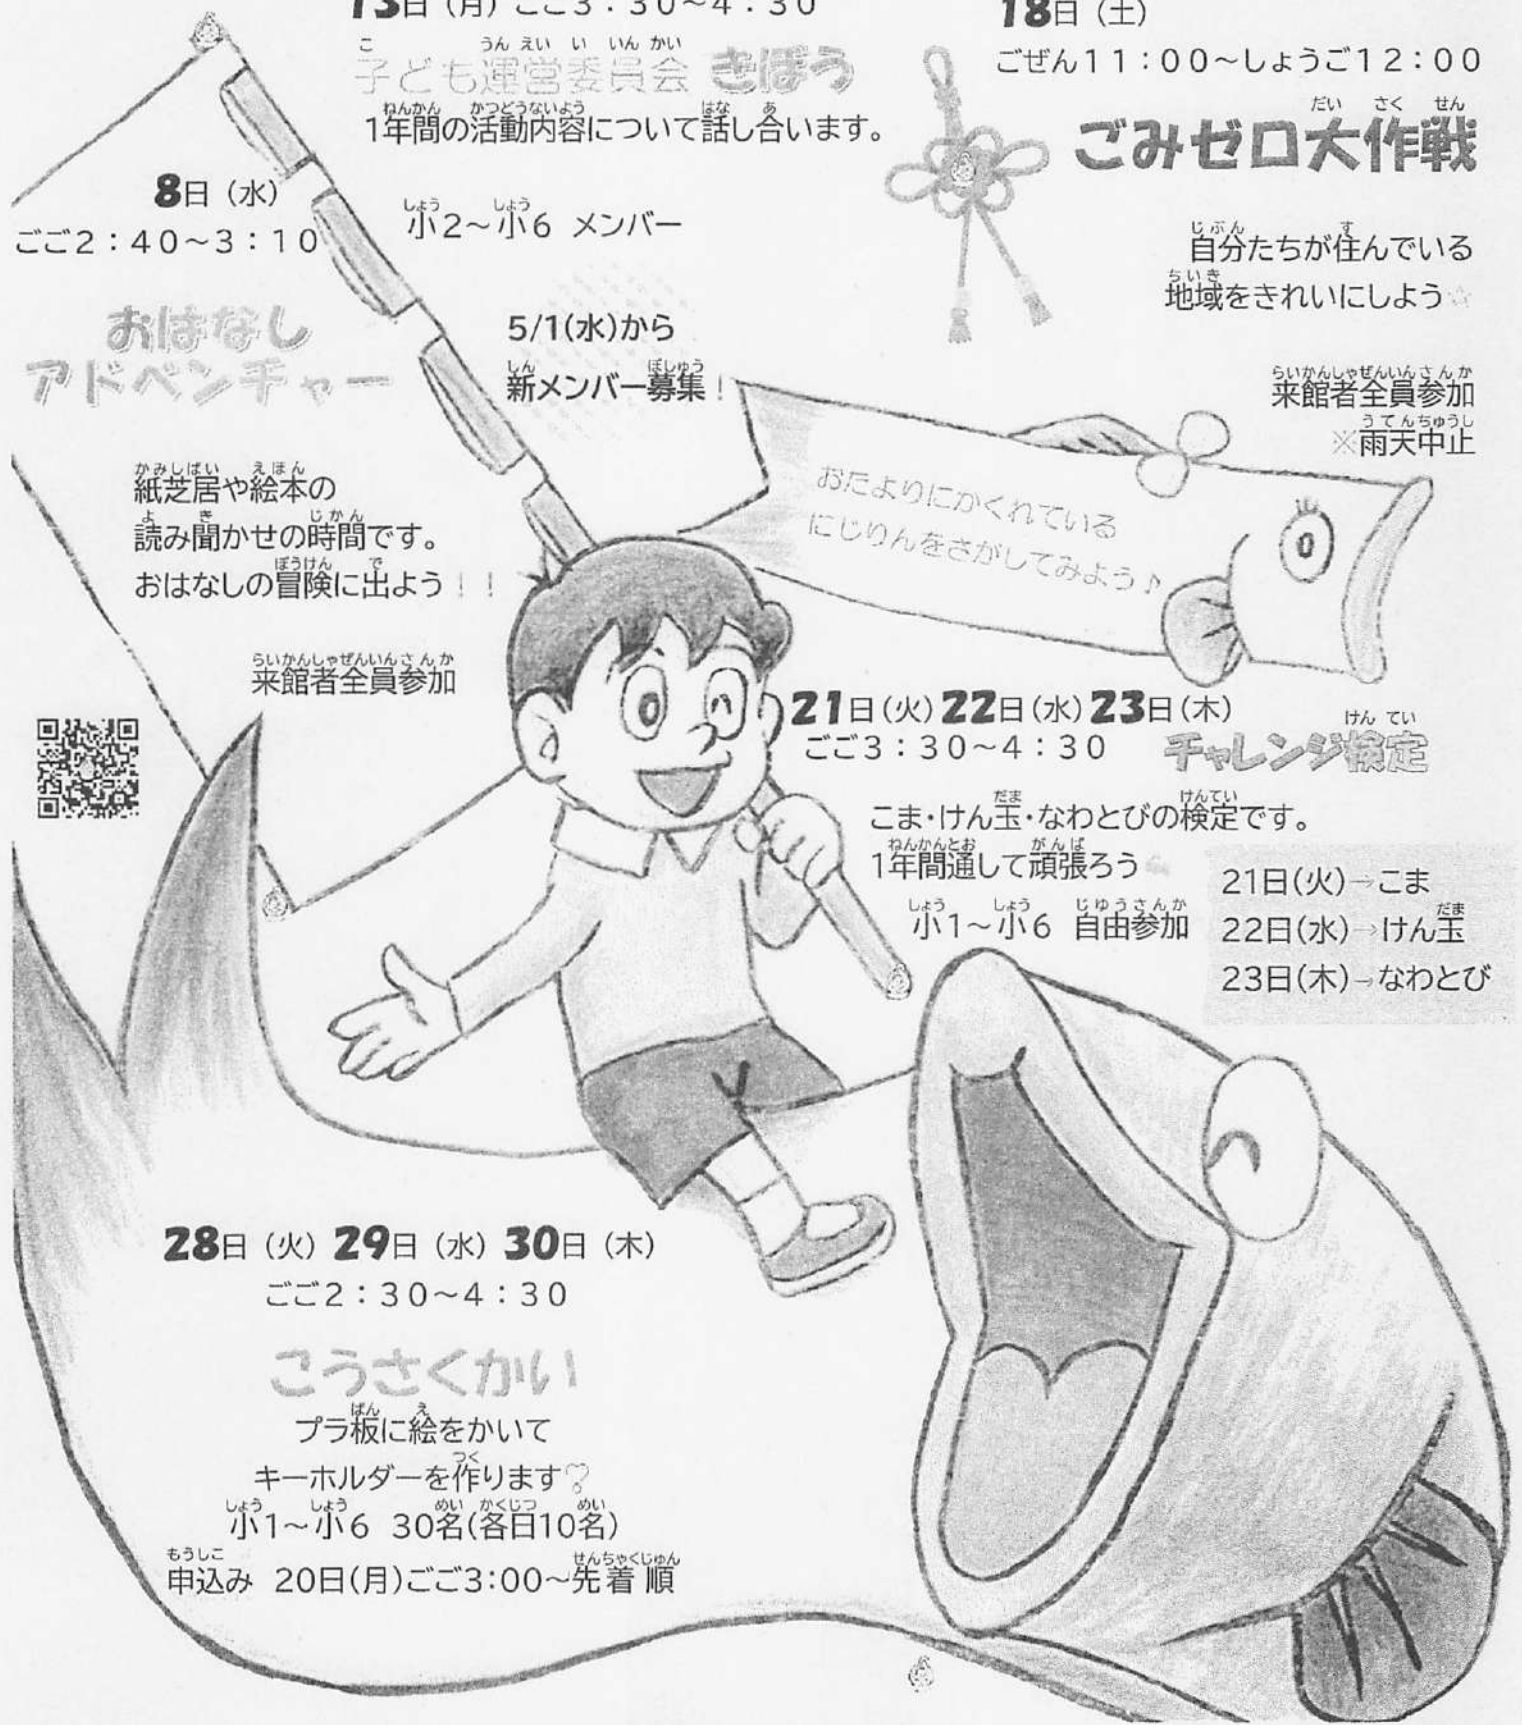 13日（月）ごご3：30～4：30
子ども運営委員会 きぼう
1年間の活動内容について話し合います。
小2～小6 メンバー
5/1(水)から
新メンバー募集！
18日（土）
ごぜん11：00～しょうご12：00
ごみゼロ大作戦
自分たちが住んでいる
地域をきれいにしよう☆
来館者全員参加
※雨天中止
8日（水）
ごご2：40～3：10
おはなし
アドベンチャー
紙芝居や絵本の
読み聞かせの時間です。
おはなしの冒険に出よう！！
来館者全員参加
おたよりにかくれている
にじりんをさがしてみよう♪
21日（火）22日（水）23日（木）
ごご3：30～4：30
チャレンジ検定
こま・けん玉・なわとびの検定です。
1年間通して頑張ろう
小1～小6 自由参加
21日(火)→こま
22日(水)→けん玉
23日(木)→なわとび
28日（火）29日（水）30日（木）
ごご2：30～4：30
こうさくかい
プラ板に絵をかいて
キーホルダーを作ります♡
小1～小6 30名(各日10名)
申込み 20日(月)ごご3:00～先着順